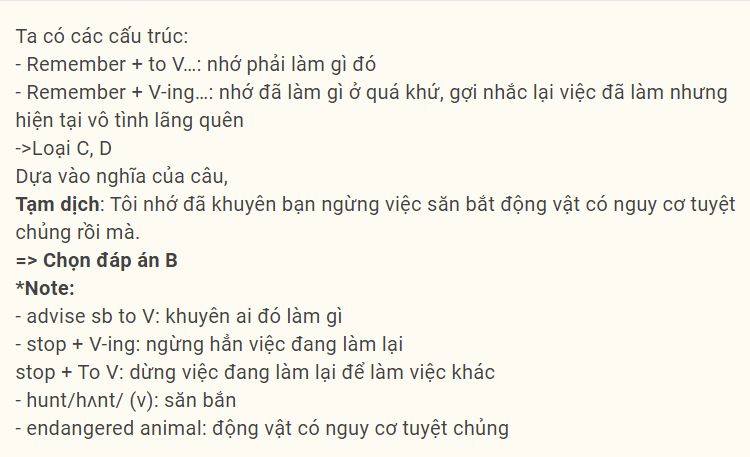 Ta có các cấu trúc:
- Remember + to V...: nhớ phải làm gì đó
- Remember + V-ing...: nhớ đã làm gì ở quá khứ, gợi nhắc lại việc đã làm nhưng
hiện tại vô tình lãng quên
->Loại C, D
Dựa vào nghĩa của câu,
Tạm dịch: Tôi nhớ đã khuyên bạn ngừng việc săn bắt động vật có nguy cơ tuyệt
chủng rồi mà.
=> Chọn đáp án B
*Note:
- advise sb to V: khuyên ai đó làm gì
- stop + V-ing: ngừng hẳn việc đang làm lại
stop + To V: dừng việc đang làm lại để làm việc khác
- hunt/hʌnt/ (v): săn bắn
- endangered animal: động vật có nguy cơ tuyệt chủng